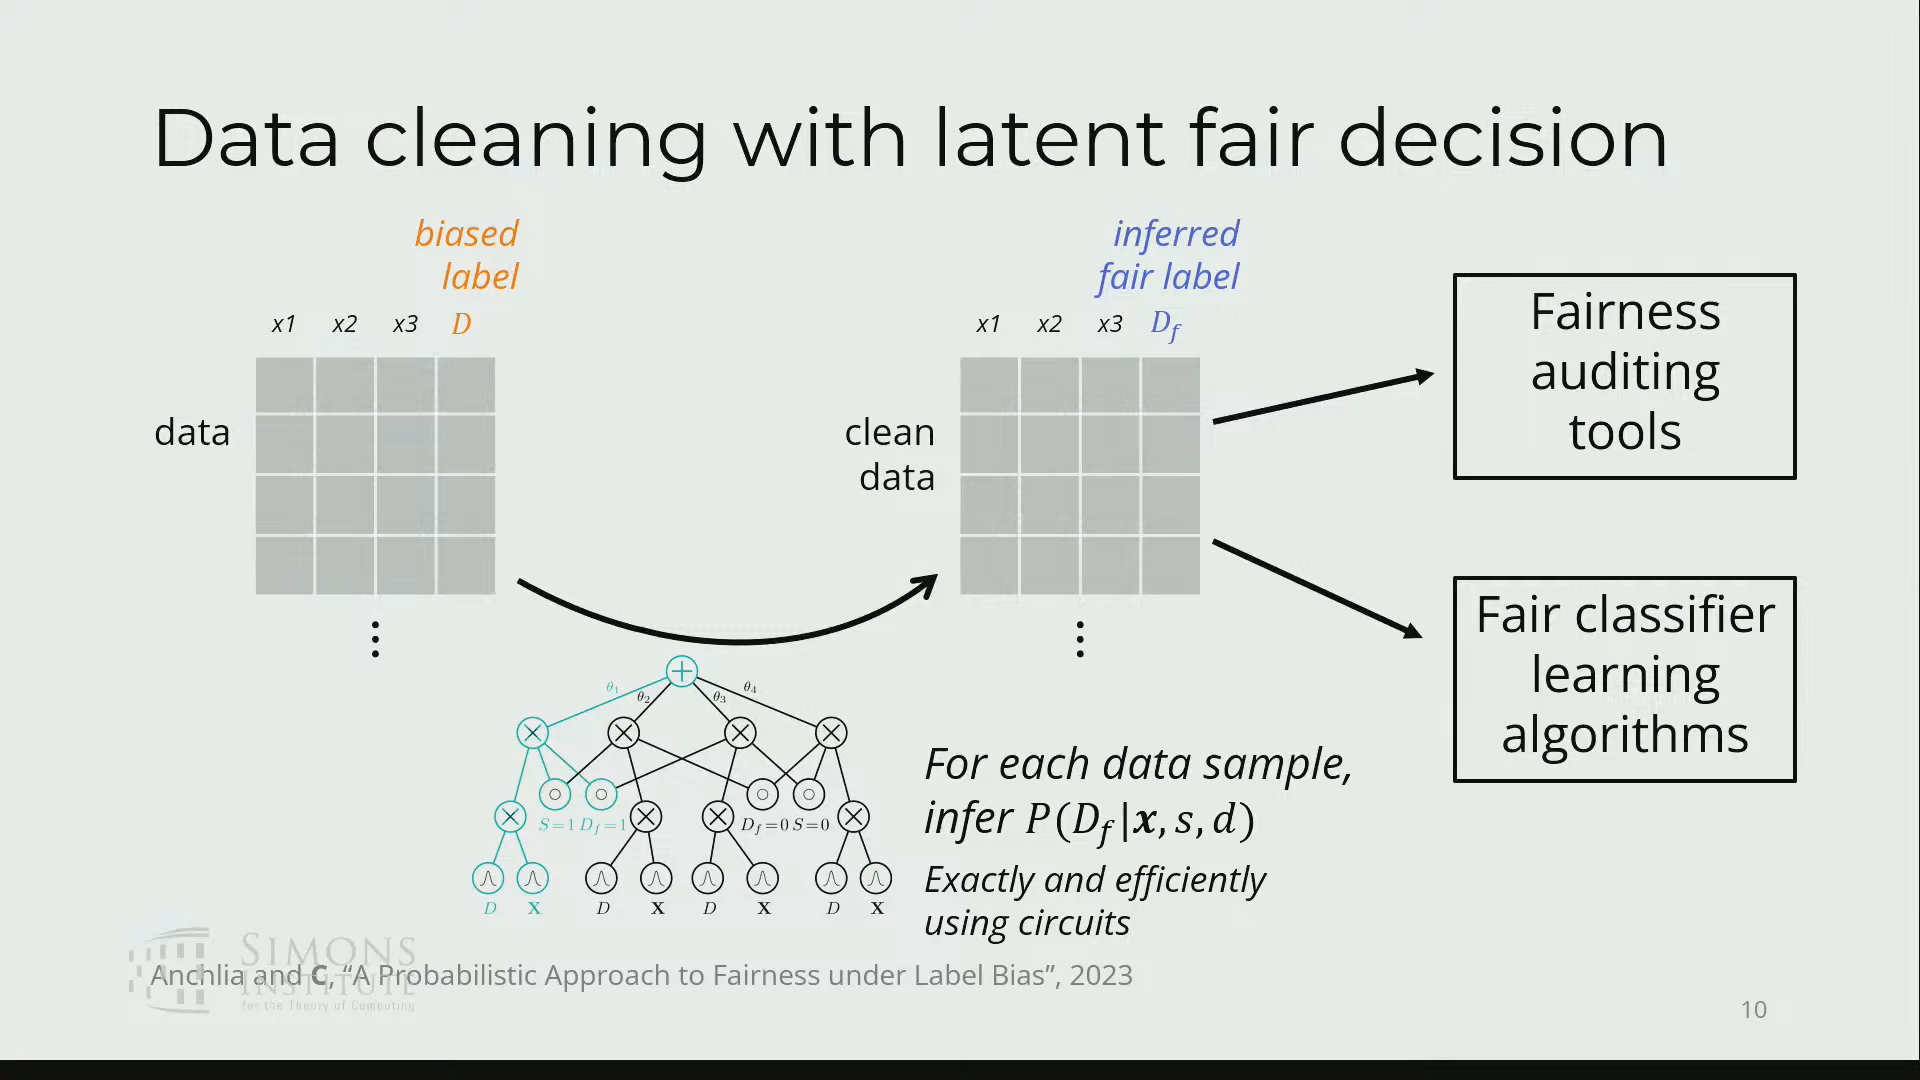 Data cleaning with latent fair decision
biased
label
x1 x2 x3 D
data
inferred
fair label
x1 x2 x3 D_f
clean
data
Fairness
auditing
tools
Fair classifier
learning
algorithms
θ1 θ2 θ3 θ4
S=1 D_f=1 D_f=0 S=0
D X D X D X D X
For each data sample,
infer P(D_f|x, s, d)
Exactly and efficiently
using circuits
SIMONS
INSTITUTE
for the Theory of Computing
Anchlia and C, “A Probabilistic Approach to Fairness under Label Bias”, 2023
10